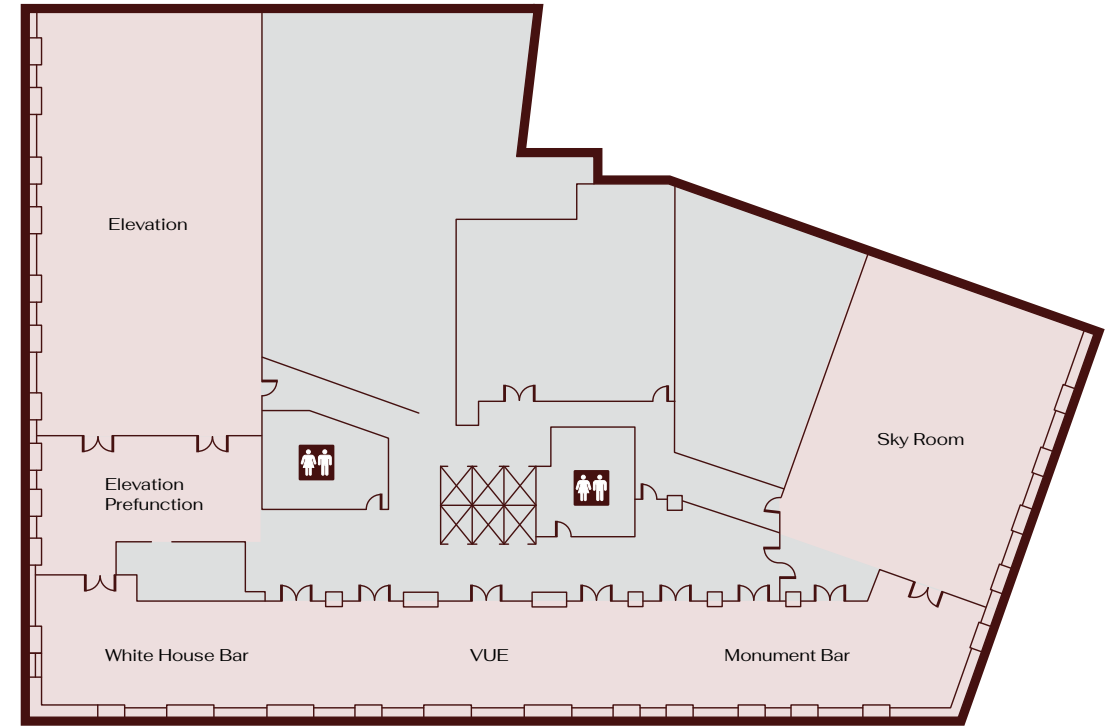 Elevation
Sky Room
Elevation
Prefunction
White House Bar
VUE
Monument Bar